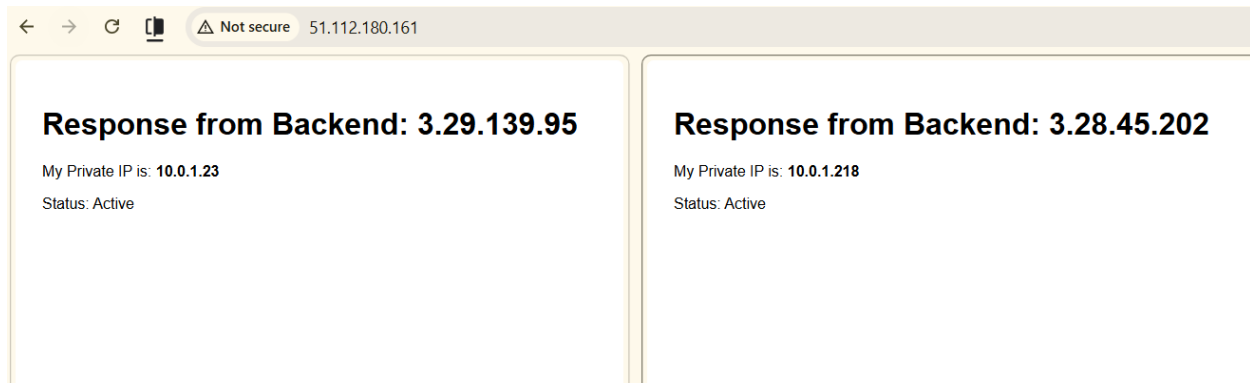 Not secure 51.112.180.161
Response from Backend: 3.29.139.95
My Private IP is: 10.0.1.23
Status: Active
Response from Backend: 3.28.45.202
My Private IP is: 10.0.1.218
Status: Active